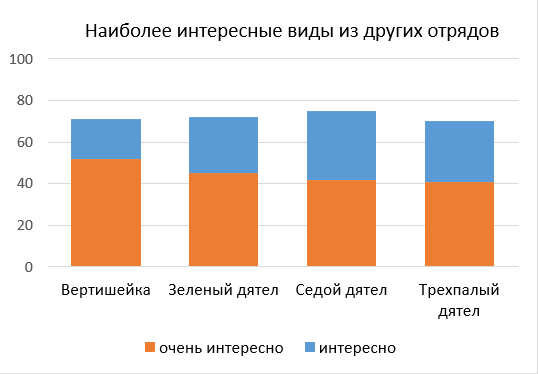 Наиболее интересные виды из других отрядов
100
80
60
40
20
0
Вертишейка Зеленый дятел Седой дятел Трехпалый
дятел
очень интересно интересно